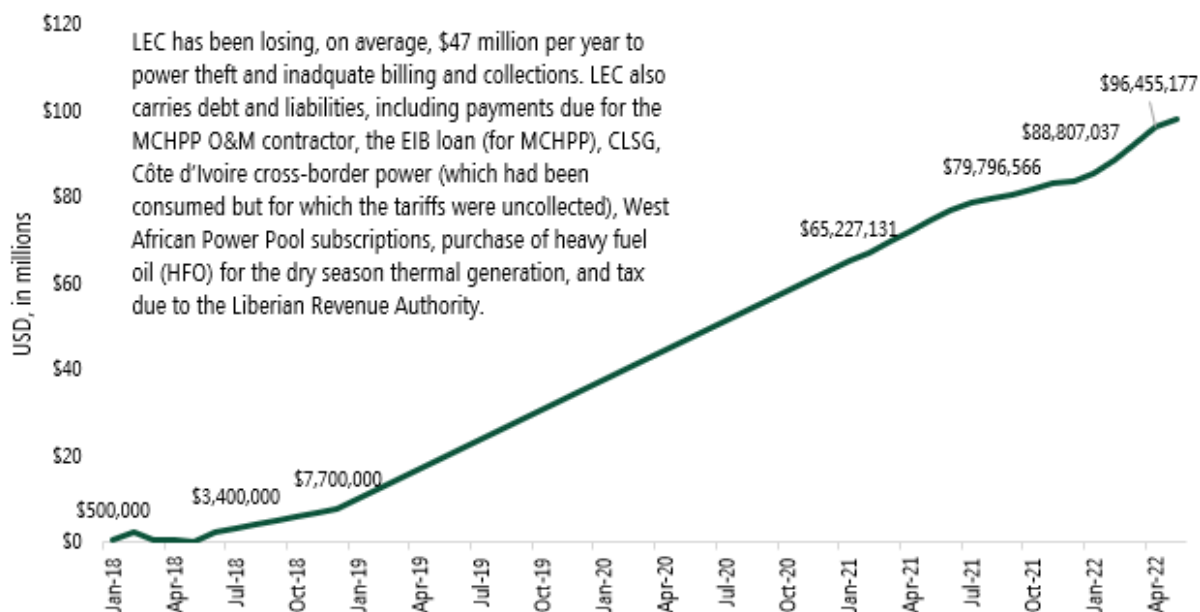 $120
LEC has been losing, on average, $47 million per year to
power theft and inadquate billing and collections. LEC also
carries debt and liabilities, including payments due for the
MCHPP O&M contractor, the EIB loan (for MCHPP), CLSG,
Côte d’Ivoire cross-border power (which had been
consumed but for which the tariffs were uncollected), West
African Power Pool subscriptions, purchase of heavy fuel
oil (HFO) for the dry season thermal generation, and tax
due to the Liberian Revenue Authority.
$100
$80
$60
$40
$20
$0
USD, in millions
$500,000
$3,400,000
$7,700,000
$65,227,131
$79,796,566
$88,807,037
$96,455,177
Jan-18
Apr-18
Jul-18
Oct-18
Jan-19
Apr-19
Jul-19
Oct-19
Jan-20
Apr-20
Jul-20
Oct-20
Jan-21
Apr-21
Jul-21
Oct-21
Jan-22
Apr-22